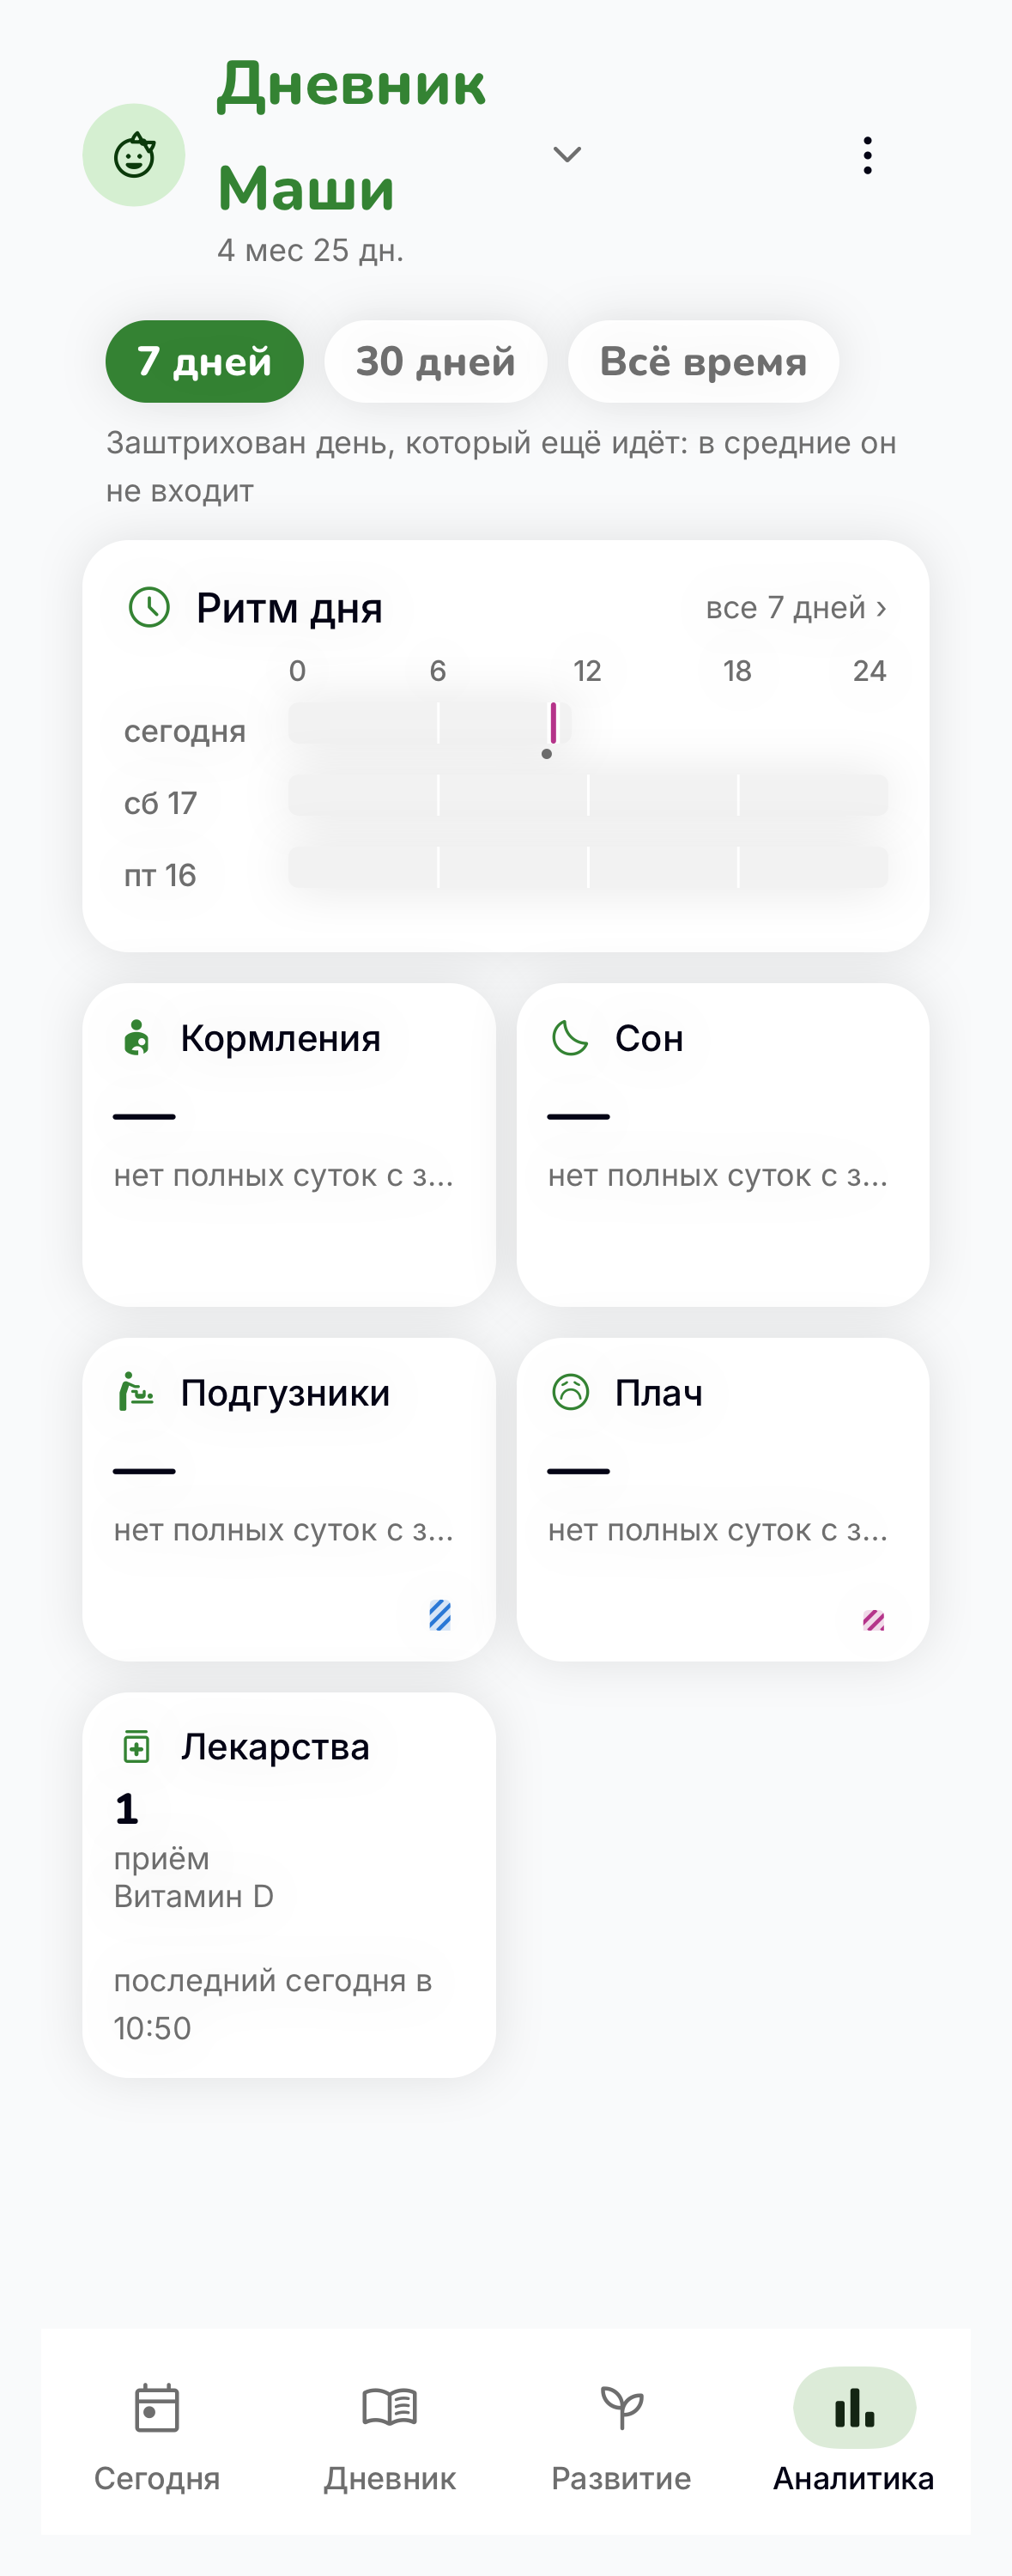 Дневник
Маши
4 мес 25 дн.
7 дней
30 дней
Всё время
Заштрихован день, который ещё идёт: в средние он
не входит
Ритм дня
все 7 дней ›
0 6 12 18 24
сегодня
сб 17
пт 16
Кормления
—
нет полных суток с з...
Сон
—
нет полных суток с з...
Подгузники
—
нет полных суток с з...
Плач
—
нет полных суток с з...
Лекарства
1
приём
Витамин D
последний сегодня в
10:50
Сегодня
Дневник
Развитие
Аналитика